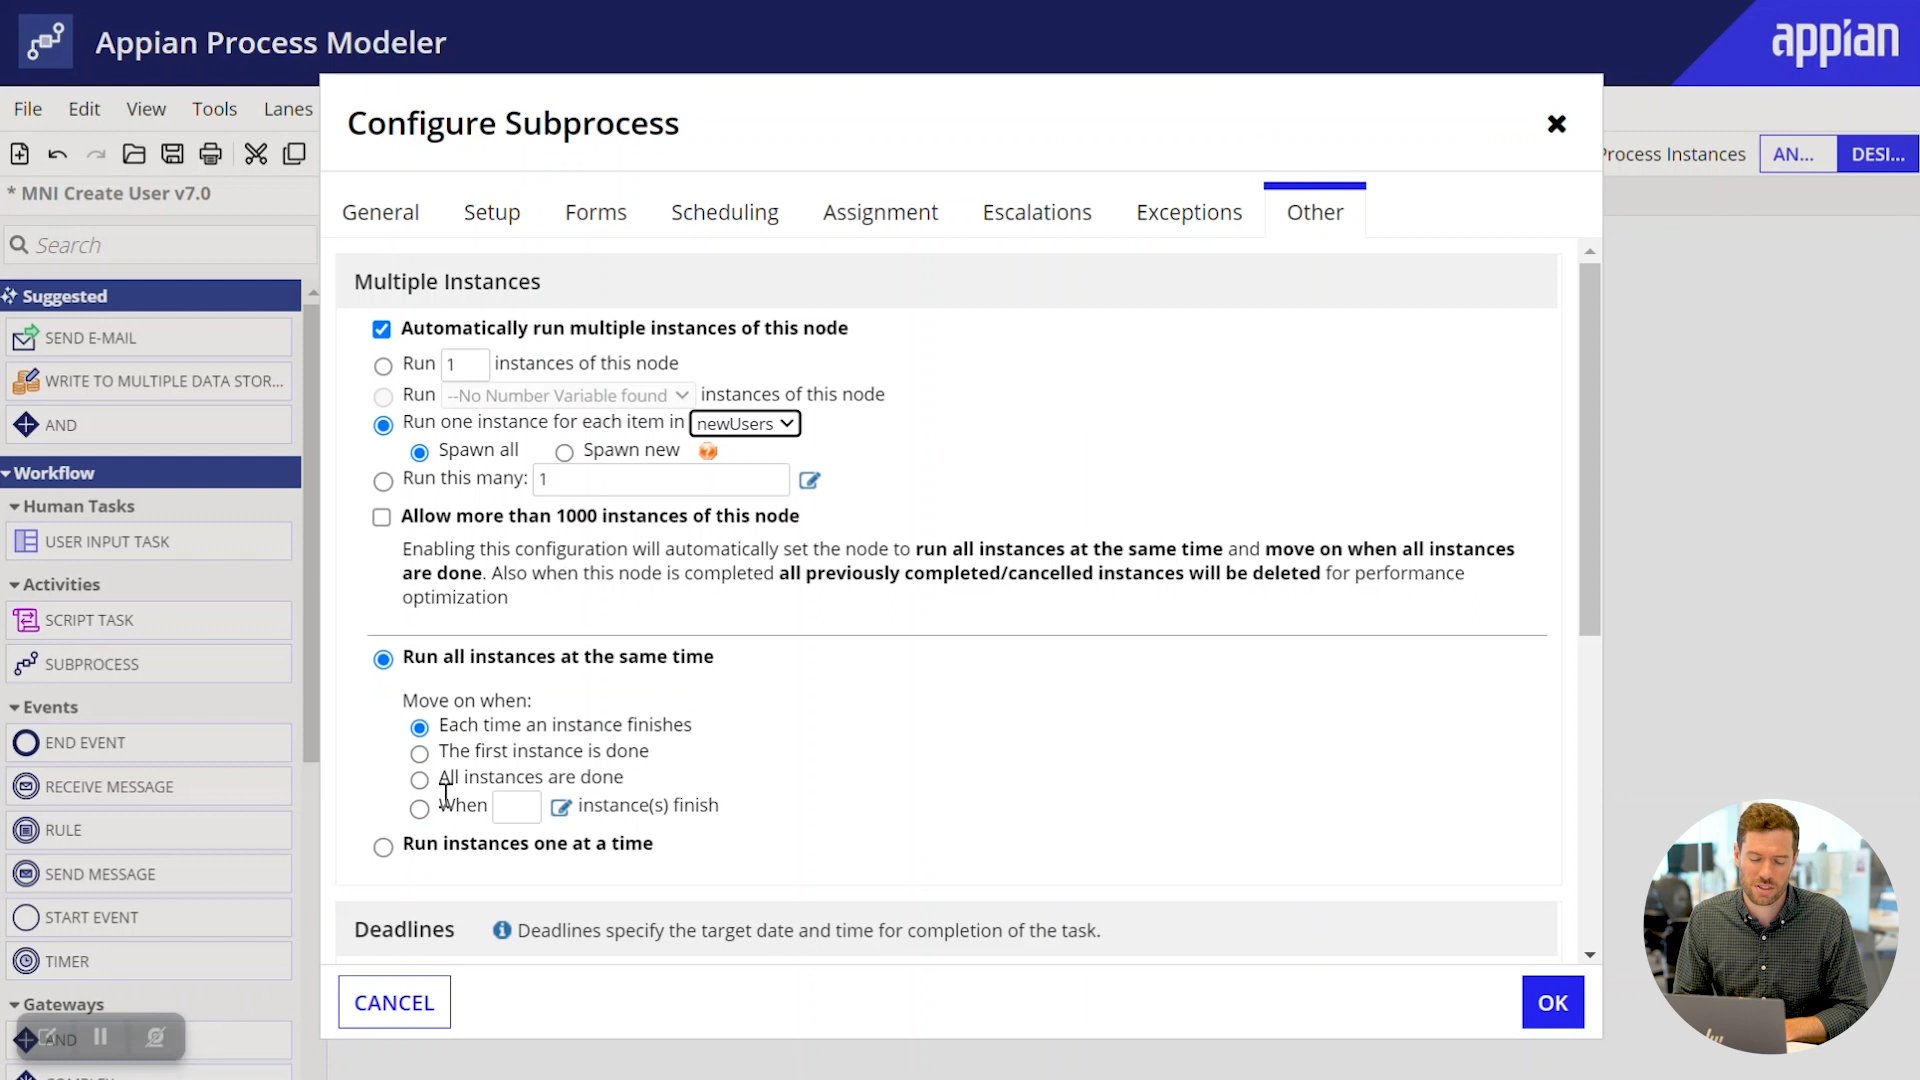 Appian Process Modeler
appian
File Edit View Tools Lanes
Process Instances AN... DESI...
* MNI Create User v7.0
Search
Suggested
SEND E-MAIL
WRITE TO MULTIPLE DATA STOR...
AND
Workflow
Human Tasks
USER INPUT TASK
Activities
SCRIPT TASK
SUBPROCESS
Events
END EVENT
RECEIVE MESSAGE
RULE
SEND MESSAGE
START EVENT
TIMER
Gateways
AND
Configure Subprocess
General Setup Forms Scheduling Assignment Escalations Exceptions Other
Multiple Instances
Automatically run multiple instances of this node
Run 1 instances of this node
Run --No Number Variable found instances of this node
Run one instance for each item in newUsers
Spawn all Spawn new
Run this many: 1
Allow more than 1000 instances of this node
Enabling this configuration will automatically set the node to run all instances at the same time and move on when all instances
are done. Also when this node is completed all previously completed/cancelled instances will be deleted for performance
optimization
Run all instances at the same time
Move on when:
Each time an instance finishes
The first instance is done
All instances are done
When instance(s) finish
Run instances one at a time
Deadlines Deadlines specify the target date and time for completion of the task.
CANCEL OK